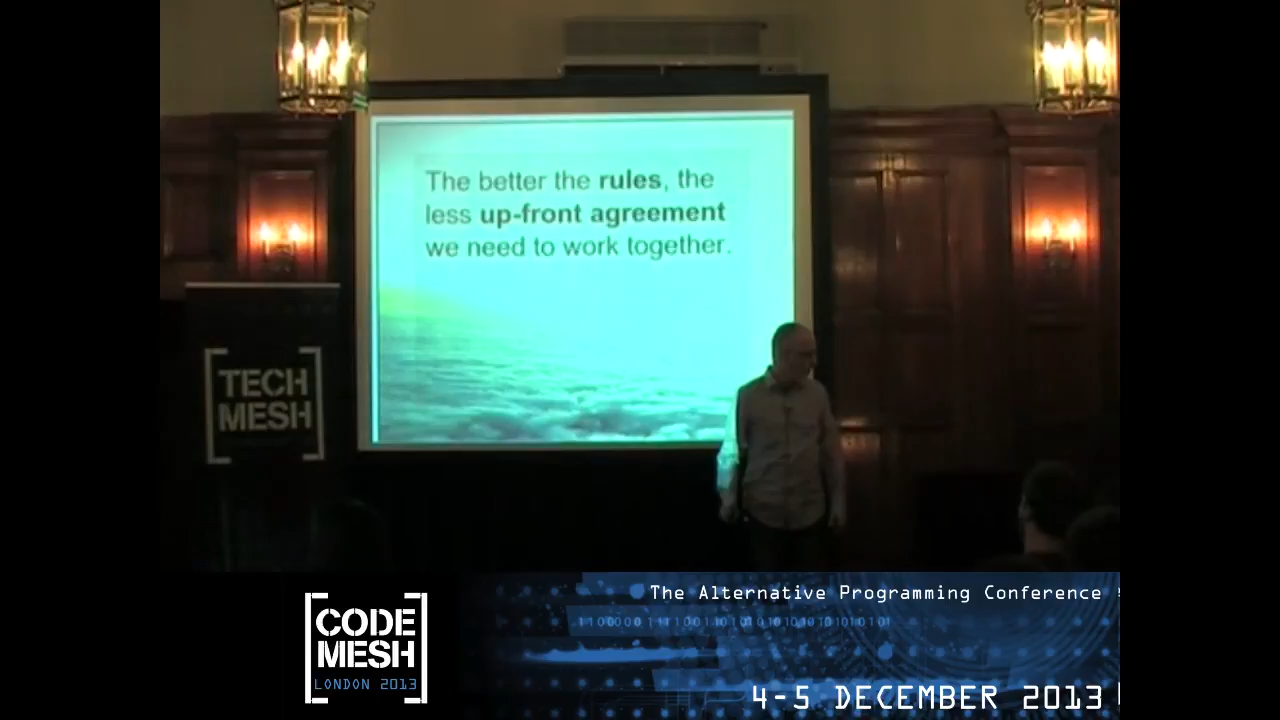 The better the rules, the
less up-front agreement
we need to work together.
TECH
MESH
CODE
MESH
LONDON 2013
The Alternative Programming Conference
4-5 DECEMBER 2013